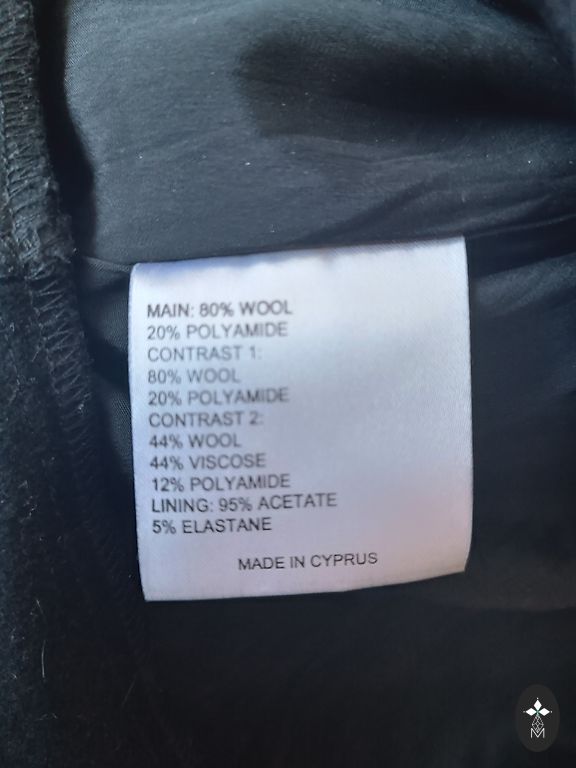 MAIN: 80% WOOL
20% POLYAMIDE
CONTRAST 1:
80% WOOL
20% POLYAMIDE
CONTRAST 2:
44% WOOL
44% VISCOSE
12% POLYAMIDE
LINING: 95% ACETATE
5% ELASTANE
MADE IN CYPRUS
M